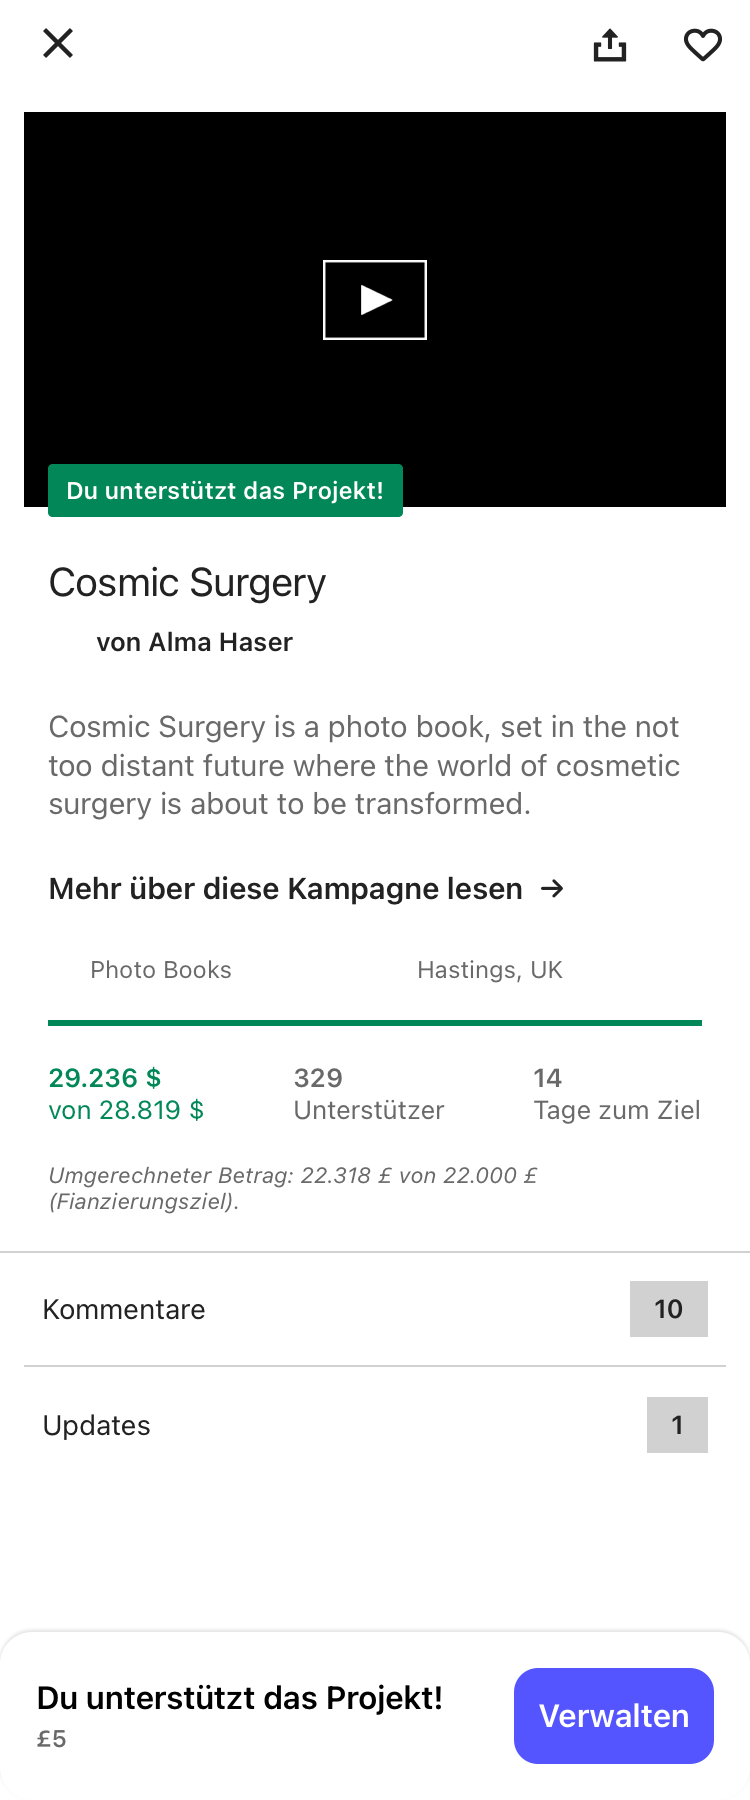 Du unterstützt das Projekt!
Cosmic Surgery
von Alma Haser
Cosmic Surgery is a photo book, set in the not
too distant future where the world of cosmetic
surgery is about to be transformed.
Mehr über diese Kampagne lesen →
Photo Books
Hastings, UK
29.236 $
von 28.819 $
329
Unterstützer
14
Tage zum Ziel
Umgerechneter Betrag: 22.318 £ von 22.000 £
(Fianzierungsziel).
Kommentare
10
Updates
1
Du unterstützt das Projekt!
£5
Verwalten